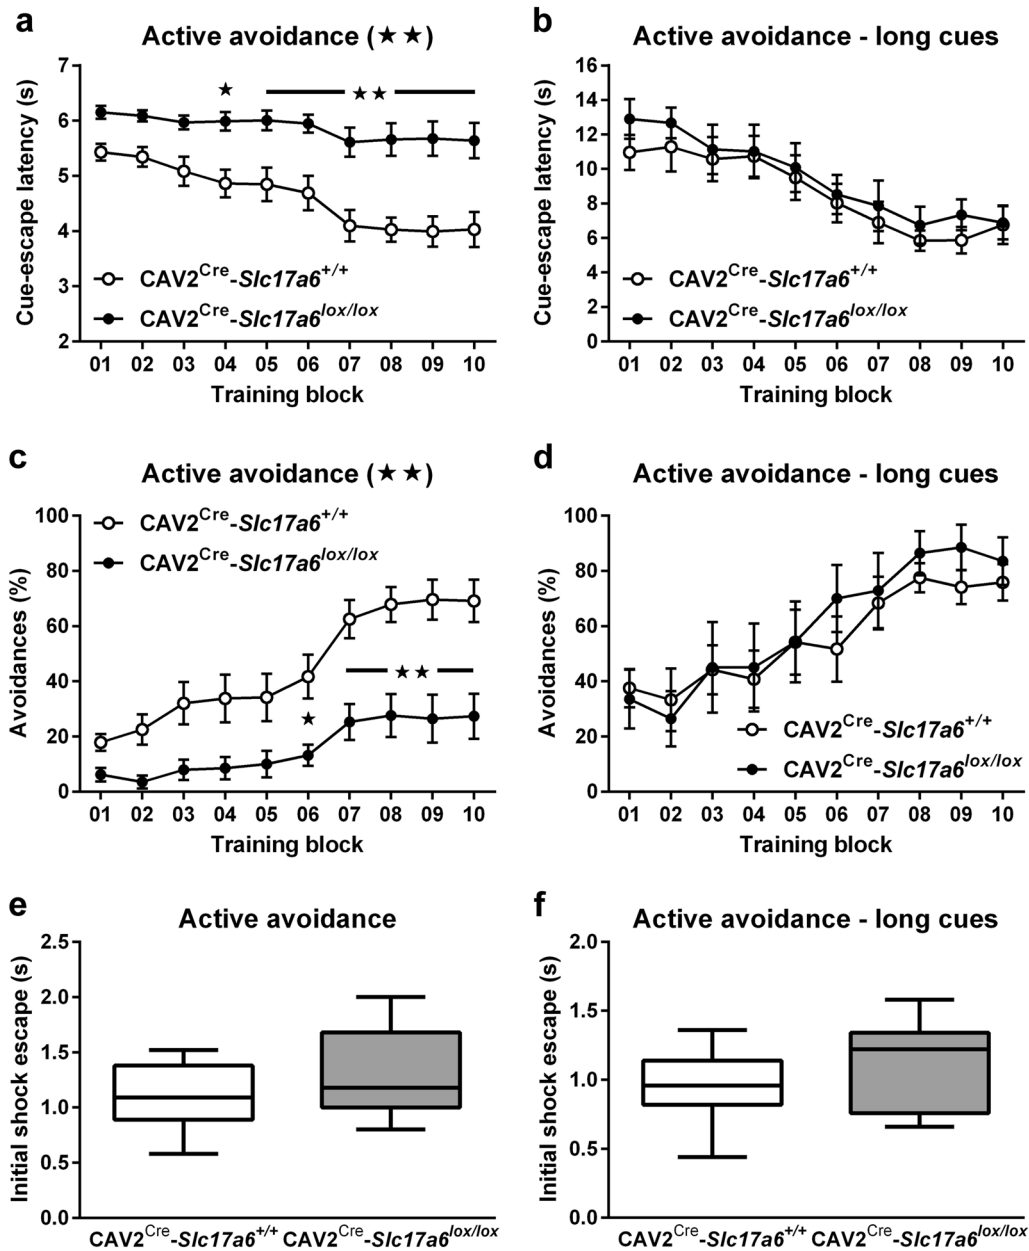 a
Active avoidance (★★)
Cue-escape latency (s)
7
6
5
4
3
2
★
★★
CAV2Cre-Slc17a6+/+
CAV2Cre-Slc17a6lox/lox
01 02 03 04 05 06 07 08 09 10
Training block
b
Active avoidance - long cues
Cue-escape latency (s)
16
14
12
10
8
6
4
2
0
CAV2Cre-Slc17a6+/+
CAV2Cre-Slc17a6lox/lox
01 02 03 04 05 06 07 08 09 10
Training block
c
Active avoidance (★★)
Avoidances (%)
100
80
60
40
20
0
CAV2Cre-Slc17a6+/+
CAV2Cre-Slc17a6lox/lox
★★
★
01 02 03 04 05 06 07 08 09 10
Training block
d
Active avoidance - long cues
Avoidances (%)
100
80
60
40
20
0
CAV2Cre-Slc17a6+/+
CAV2Cre-Slc17a6lox/lox
01 02 03 04 05 06 07 08 09 10
Training block
e
Active avoidance
Initial shock escape (s)
2.5
2.0
1.5
1.0
0.5
0.0
CAV2Cre-Slc17a6+/+ CAV2Cre-Slc17a6lox/lox
f
Active avoidance - long cues
Initial shock escape (s)
2.0
1.5
1.0
0.5
0.0
CAV2Cre-Slc17a6+/+ CAV2Cre-Slc17a6lox/lox